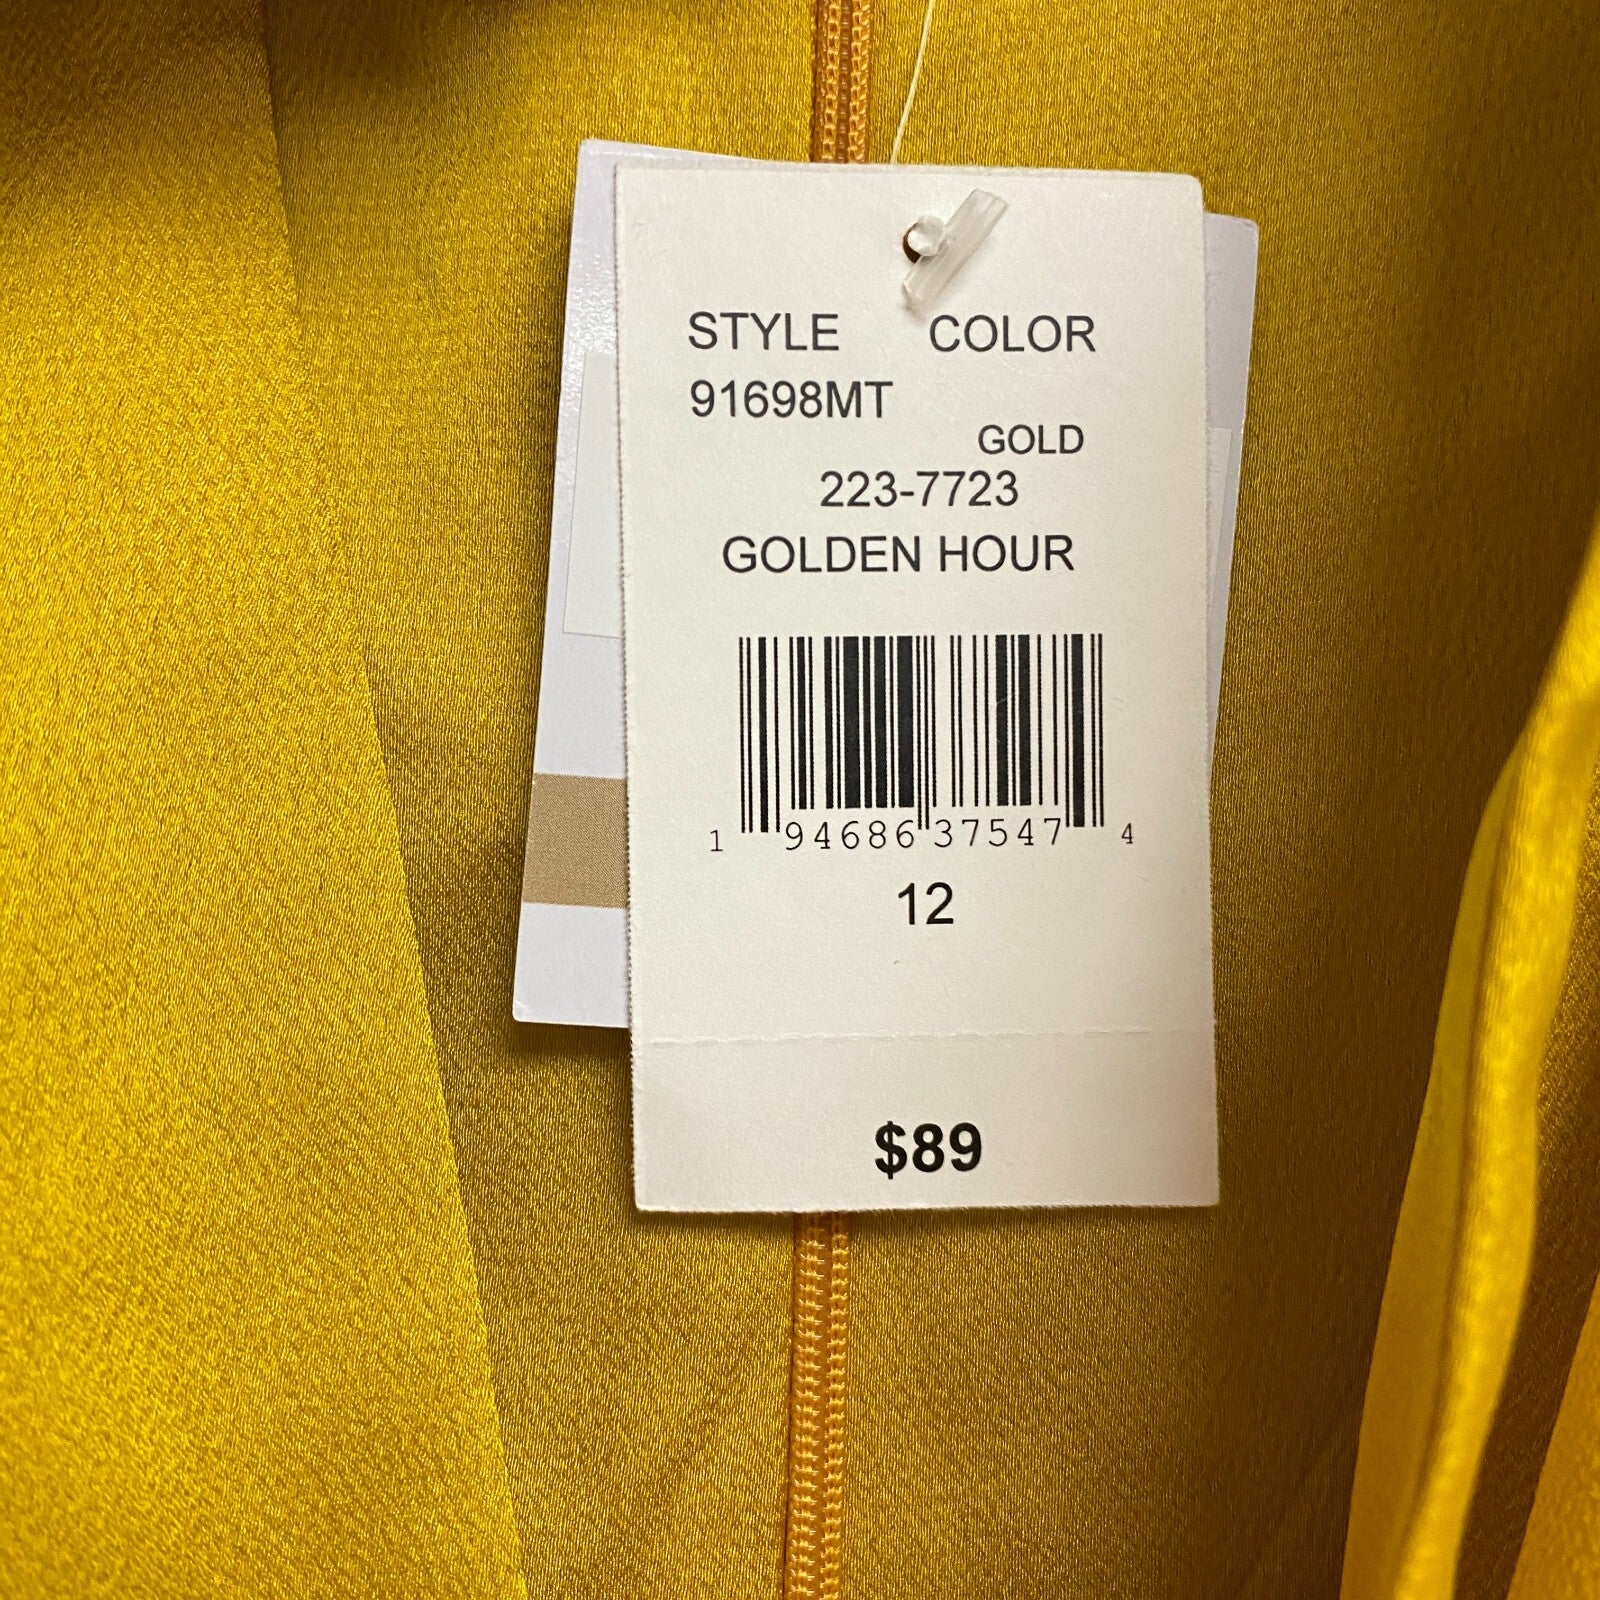 STYLE COLOR
91698MT
GOLD
223-7723
GOLDEN HOUR
1 94686 37547 4
12
$89